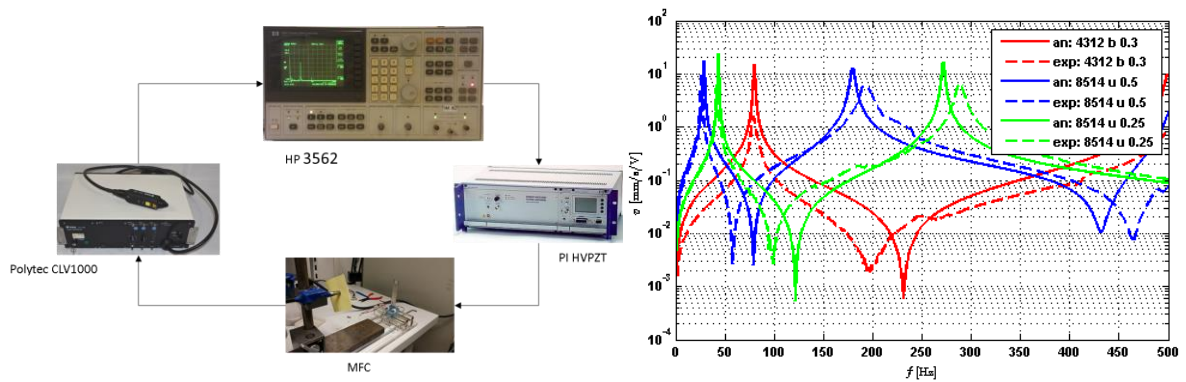 HP 3562
Polytec CLV1000
PI HVPZT
MFC
10^2
10^1
10^0
10^-1
10^-2
10^-3
10^-4
v [mm/s/V]
0 50 100 150 200 250 300 350 400 450 500
f [Hz]
an: 4312 b 0.3
exp: 4312 b 0.3
an: 8514 u 0.5
exp: 8514 u 0.5
an: 8514 u 0.25
exp: 8514 u 0.25